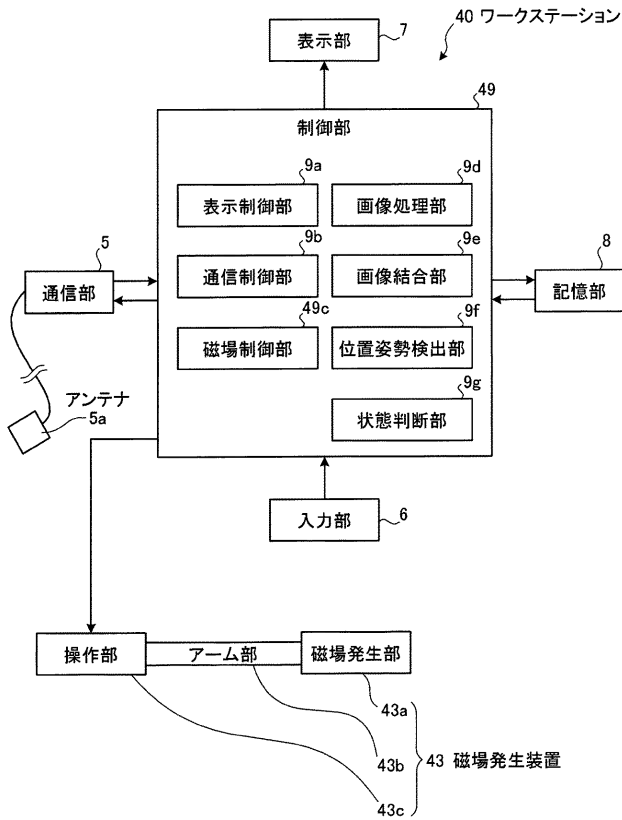 40 ワークステーション
表示部
7
49
制御部
9a
9d
表示制御部
画像処理部
9b
9e
5
通信制御部
画像結合部
8
通信部
記憶部
49c
9f
磁場制御部
位置姿勢検出部
アンテナ
5a
9g
状態判断部
入力部
6
操作部
アーム部
磁場発生部
43a
43b
43 磁場発生装置
43c